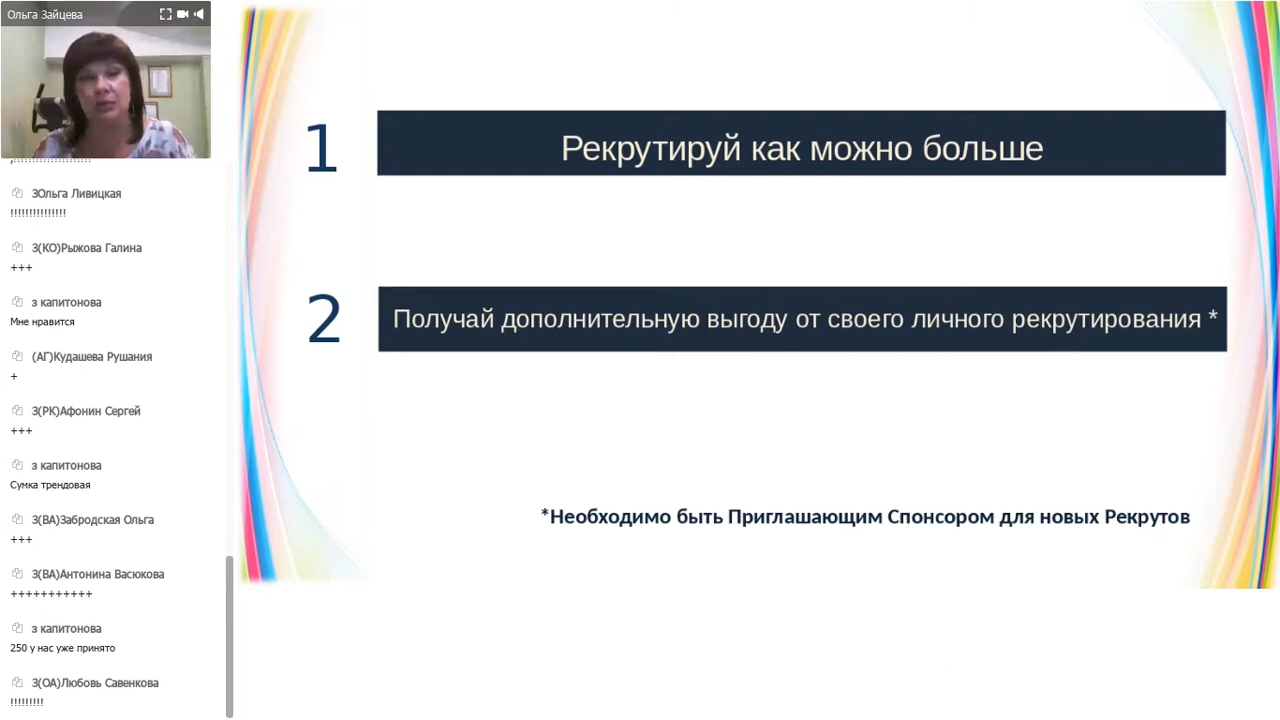 Ольга Зайцева
,!!!!!!!!!!!!!!!!!!!!!
ЗОльга Ливицкая
!!!!!!!!!!!!!!!
З(КО)Рыжова Галина
+++
з капитонова
Мне нравится
(АГ)Кудашева Рушания
+
З(РК)Афонин Сергей
+++
з капитонова
Сумка трендовая
З(ВА)Забродская Ольга
+++
З(ВА)Антонина Васюкова
+++++++++++
з капитонова
250 у нас уже принято
З(ОА)Любовь Савенкова
!!!!!!!!!
1
Рекрутируй как можно больше
2
Получай дополнительную выгоду от своего личного рекрутирования *
*Необходимо быть Приглашающим Спонсором для новых Рекрутов